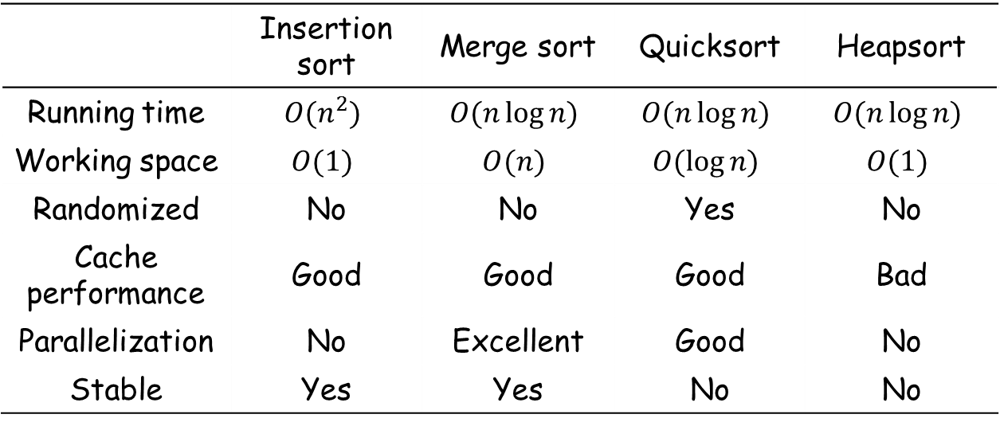 Insertion sort Merge sort Quicksort Heapsort
Running time O(n²) O(n log n) O(n log n) O(n log n)
Working space O(1) O(n) O(log n) O(1)
Randomized No No Yes No
Cache performance Good Good Good Bad
Parallelization No Excellent Good No
Stable Yes Yes No No